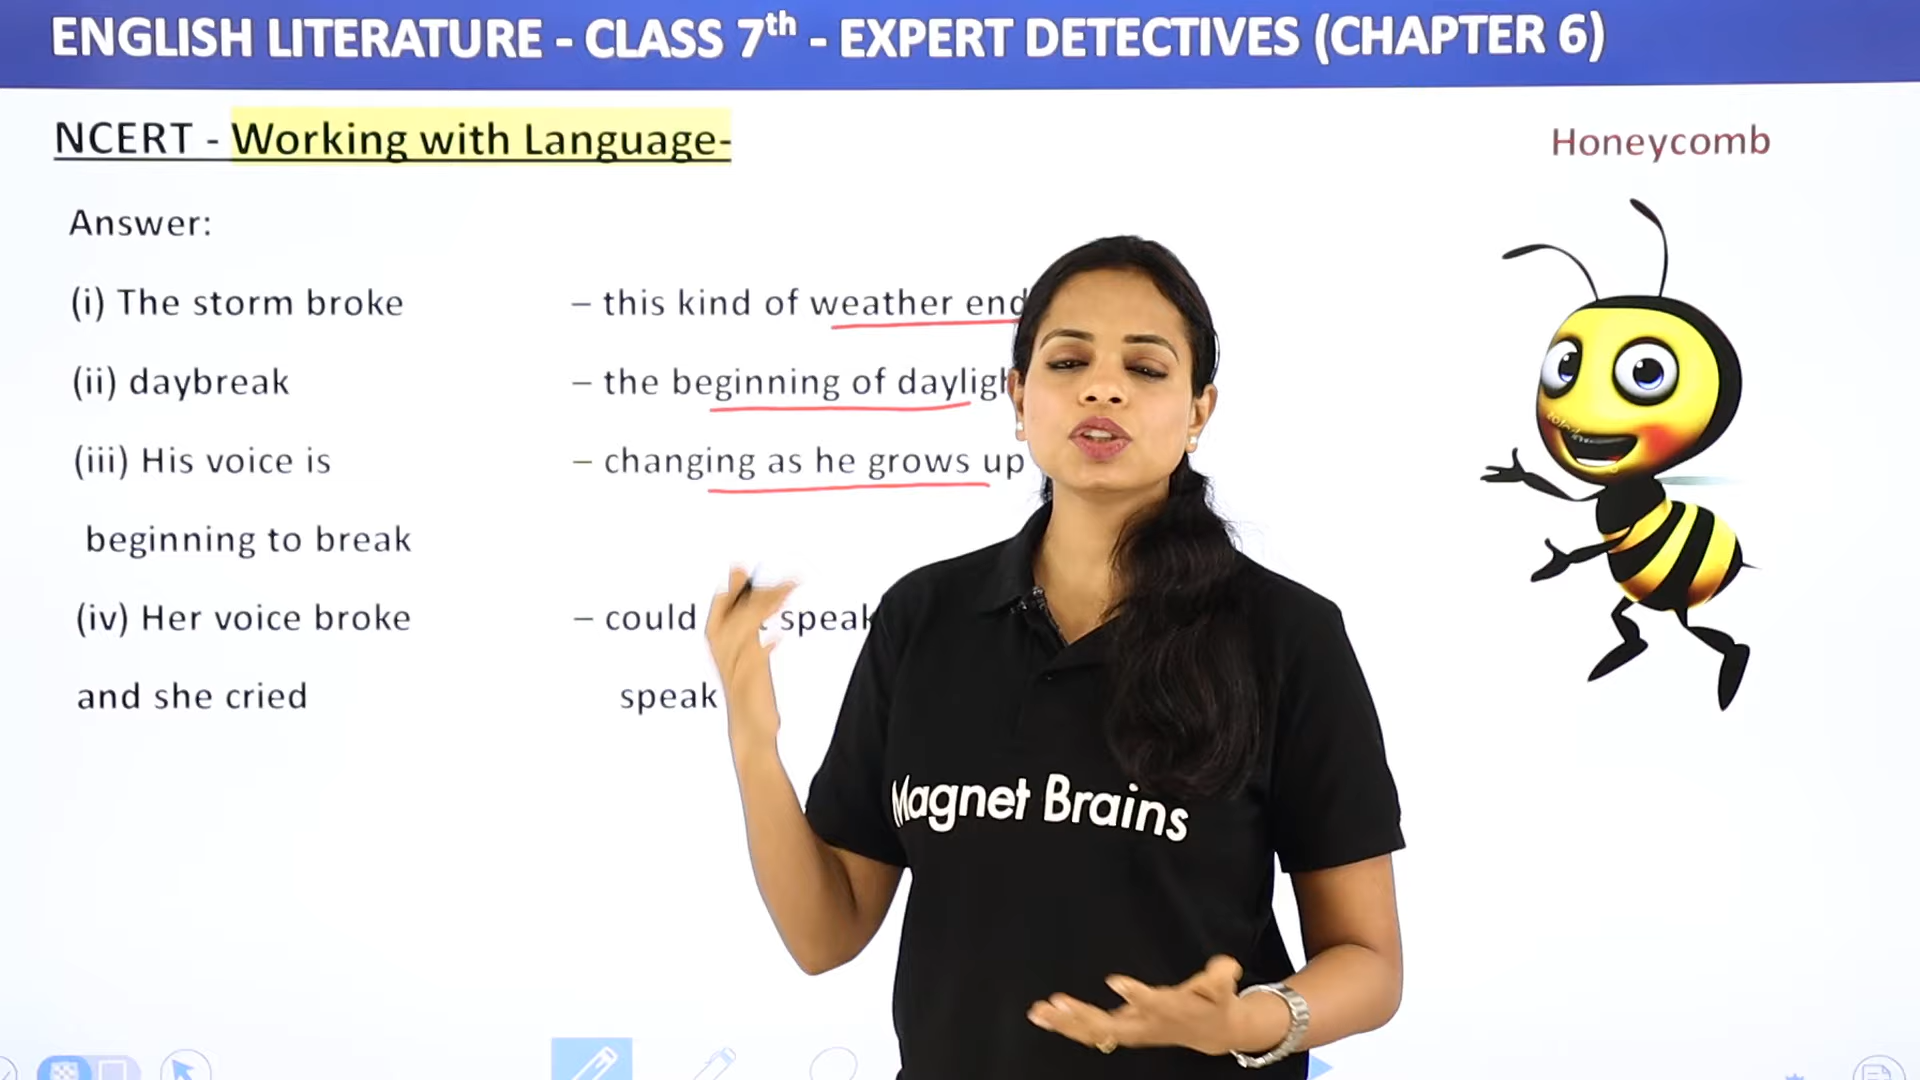 ENGLISH LITERATURE - CLASS 7th - EXPERT DETECTIVES (CHAPTER 6)
NCERT - Working with Language-
Honeycomb
Answer:
(i) The storm broke – this kind of weather end
(ii) daybreak – the beginning of dayligh
(iii) His voice is – changing as he grows up
beginning to break
(iv) Her voice broke – could speak
and she cried speak
Magnet Brains